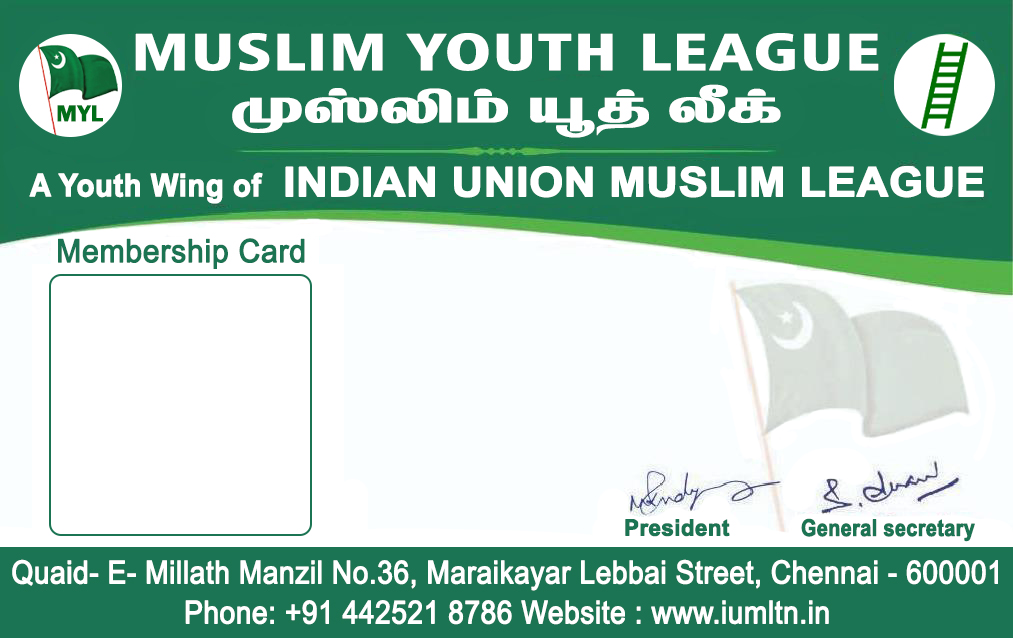 MUSLIM YOUTH LEAGUE
MYL
முஸ்லிம் யூத் லீக்
A Youth Wing of INDIAN UNION MUSLIM LEAGUE
Membership Card
President
General secretary
Quaid- E- Millath Manzil No.36, Maraikayar Lebbai Street, Chennai - 600001
Phone: +91 442521 8786 Website : www.iumltn.in